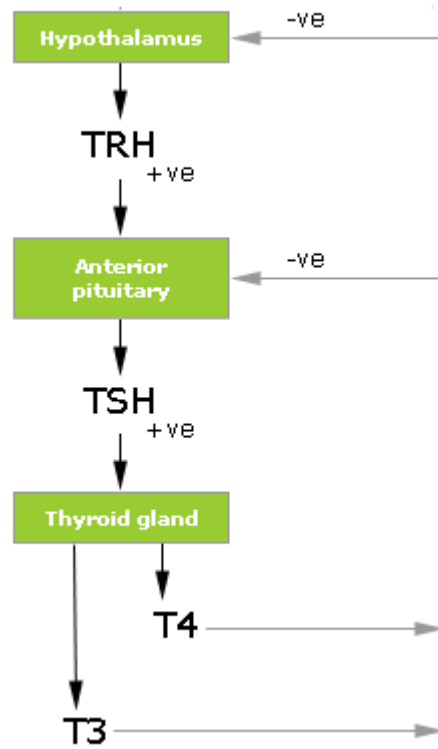 -ve
Hypothalamus
TRH
+ve
-ve
Anterior
pituitary
TSH
+ve
Thyroid gland
T4
T3